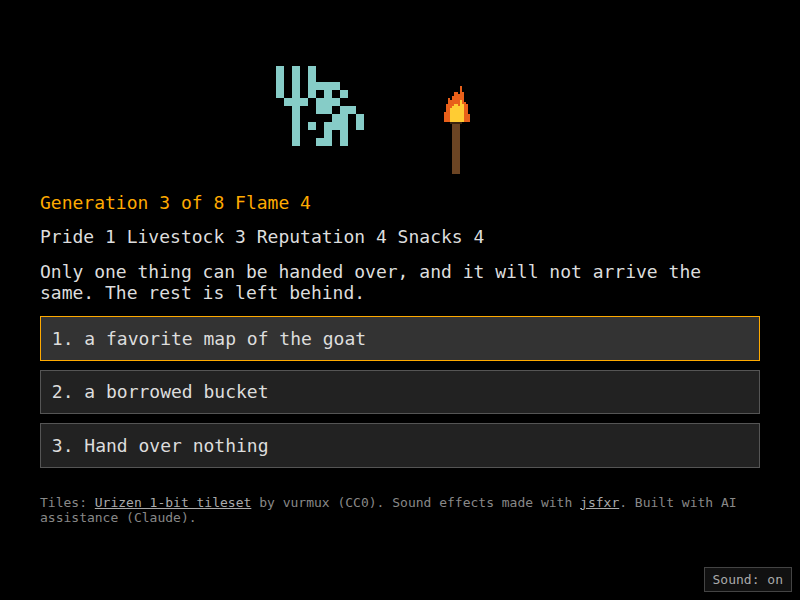 Generation 3 of 8 Flame 4
Pride 1 Livestock 3 Reputation 4 Snacks 4
Only one thing can be handed over, and it will not arrive the
same. The rest is left behind.
1. a favorite map of the goat
2. a borrowed bucket
3. Hand over nothing
Tiles: Urizen 1-bit tileset by vurmux (CC0). Sound effects made with jsfxr. Built with AI
assistance (Claude).
Sound: on